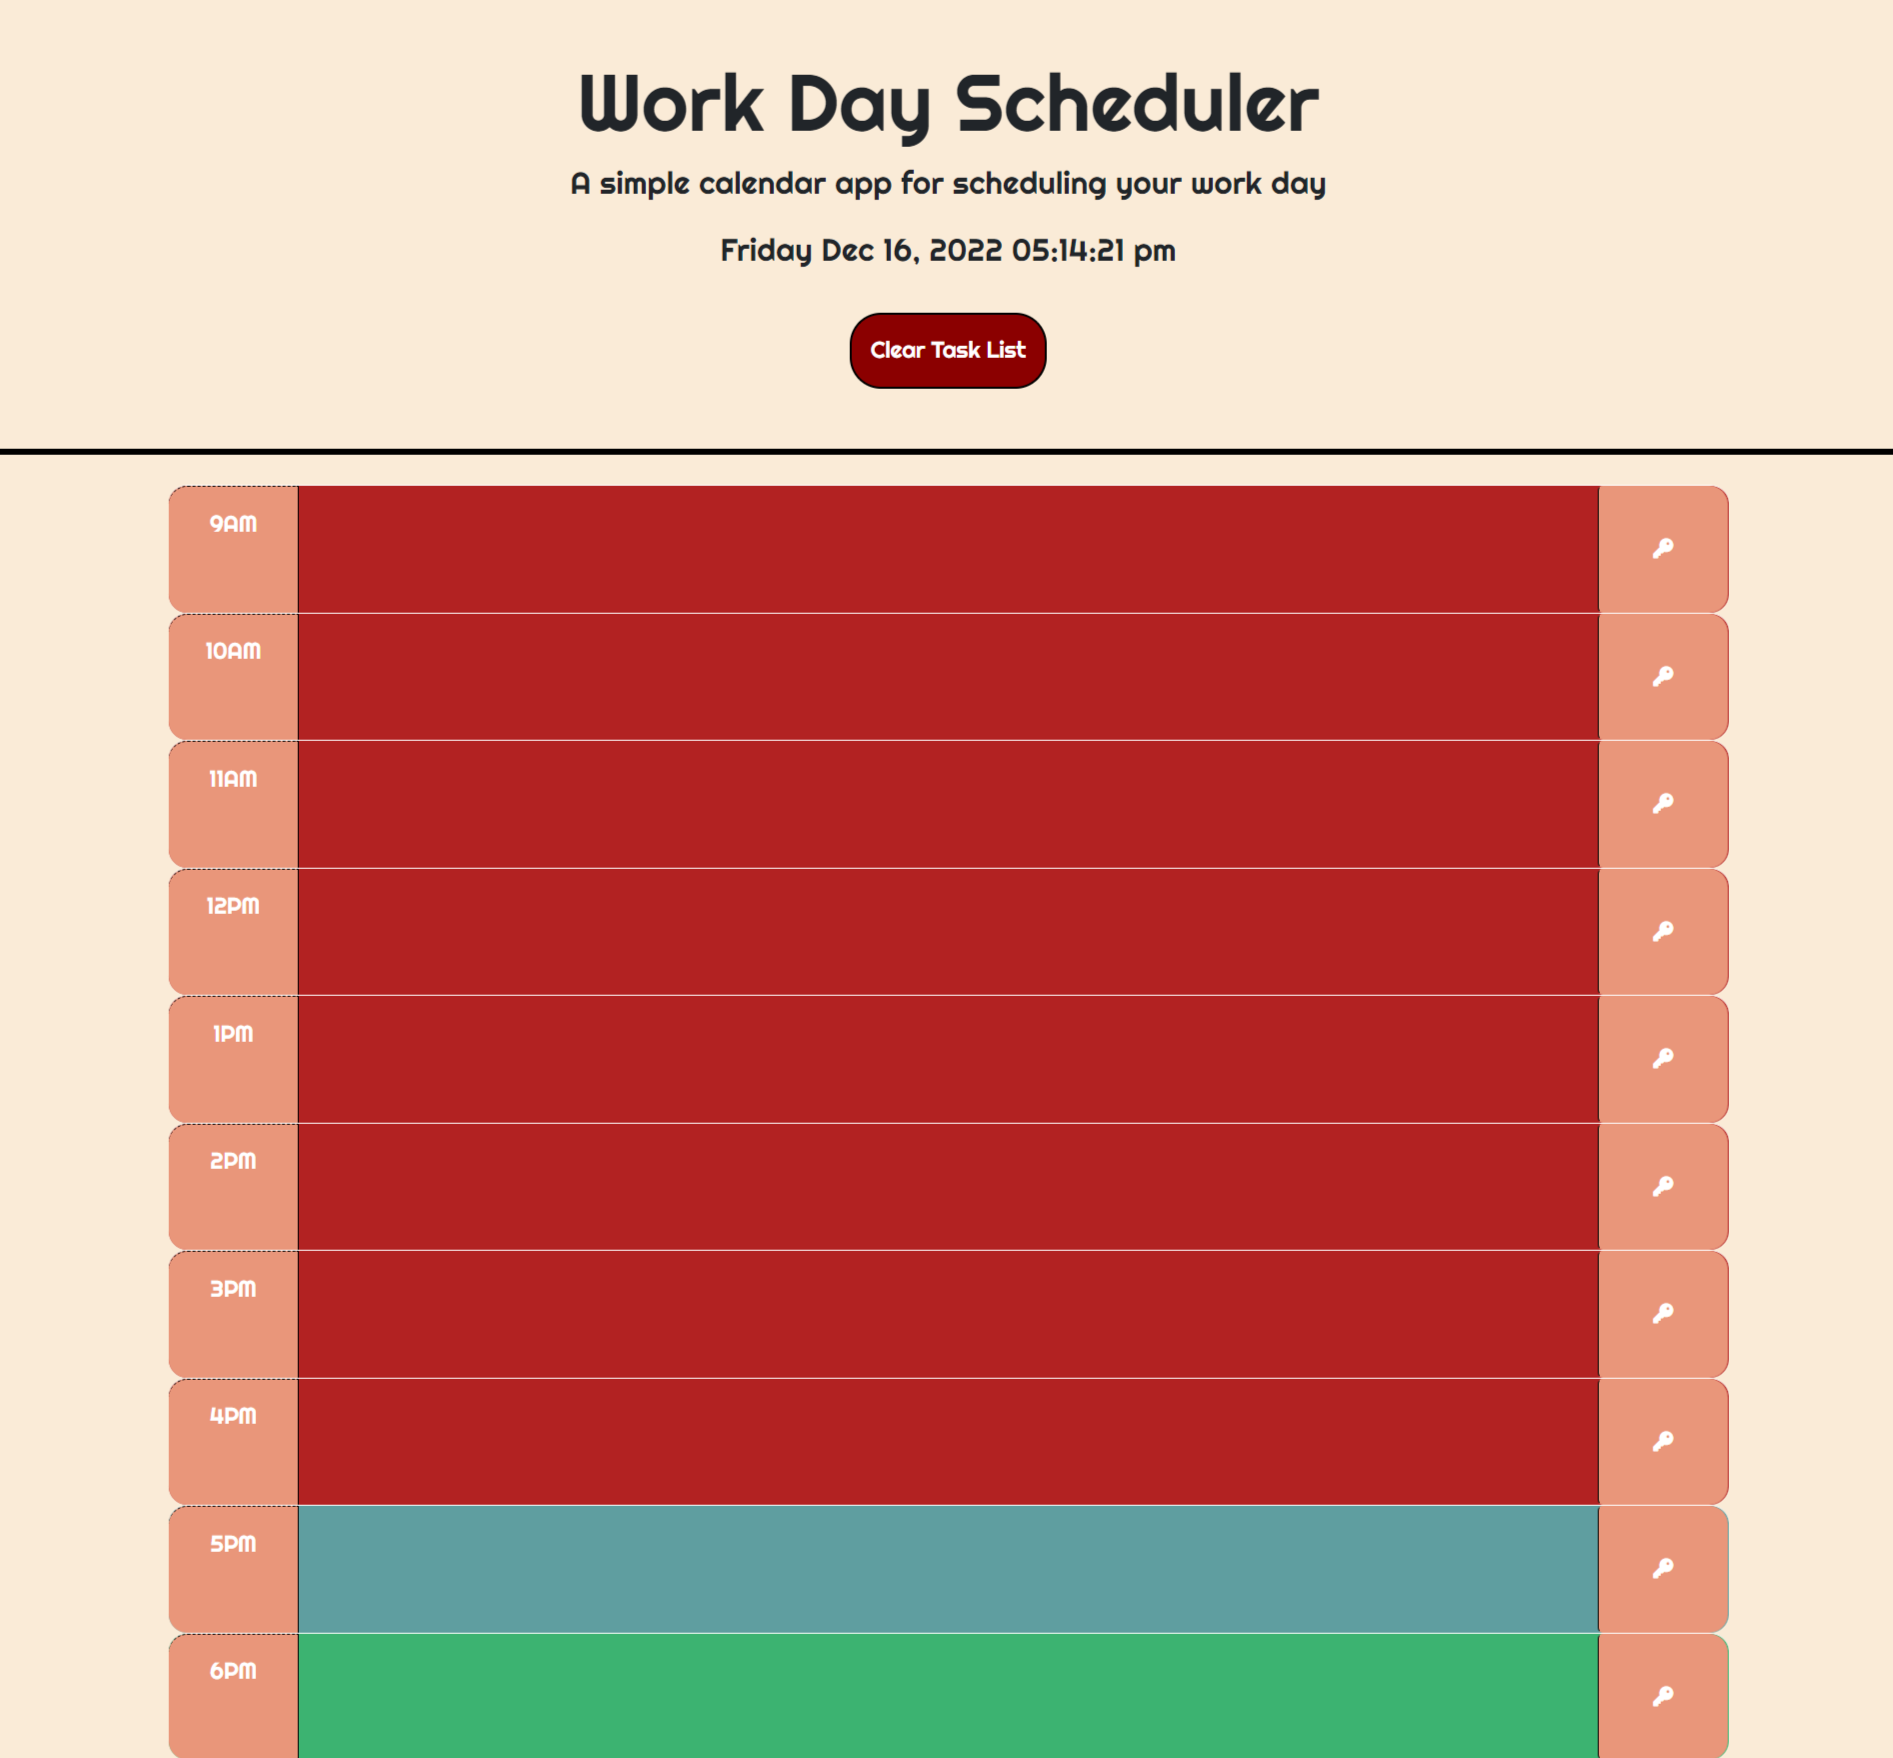 Work Day Scheduler
A simple calendar app for scheduling your work day
Friday Dec 16, 2022 05:14:21 pm
Clear Task List
9AM
10AM
11AM
12PM
1PM
2PM
3PM
4PM
5PM
6PM